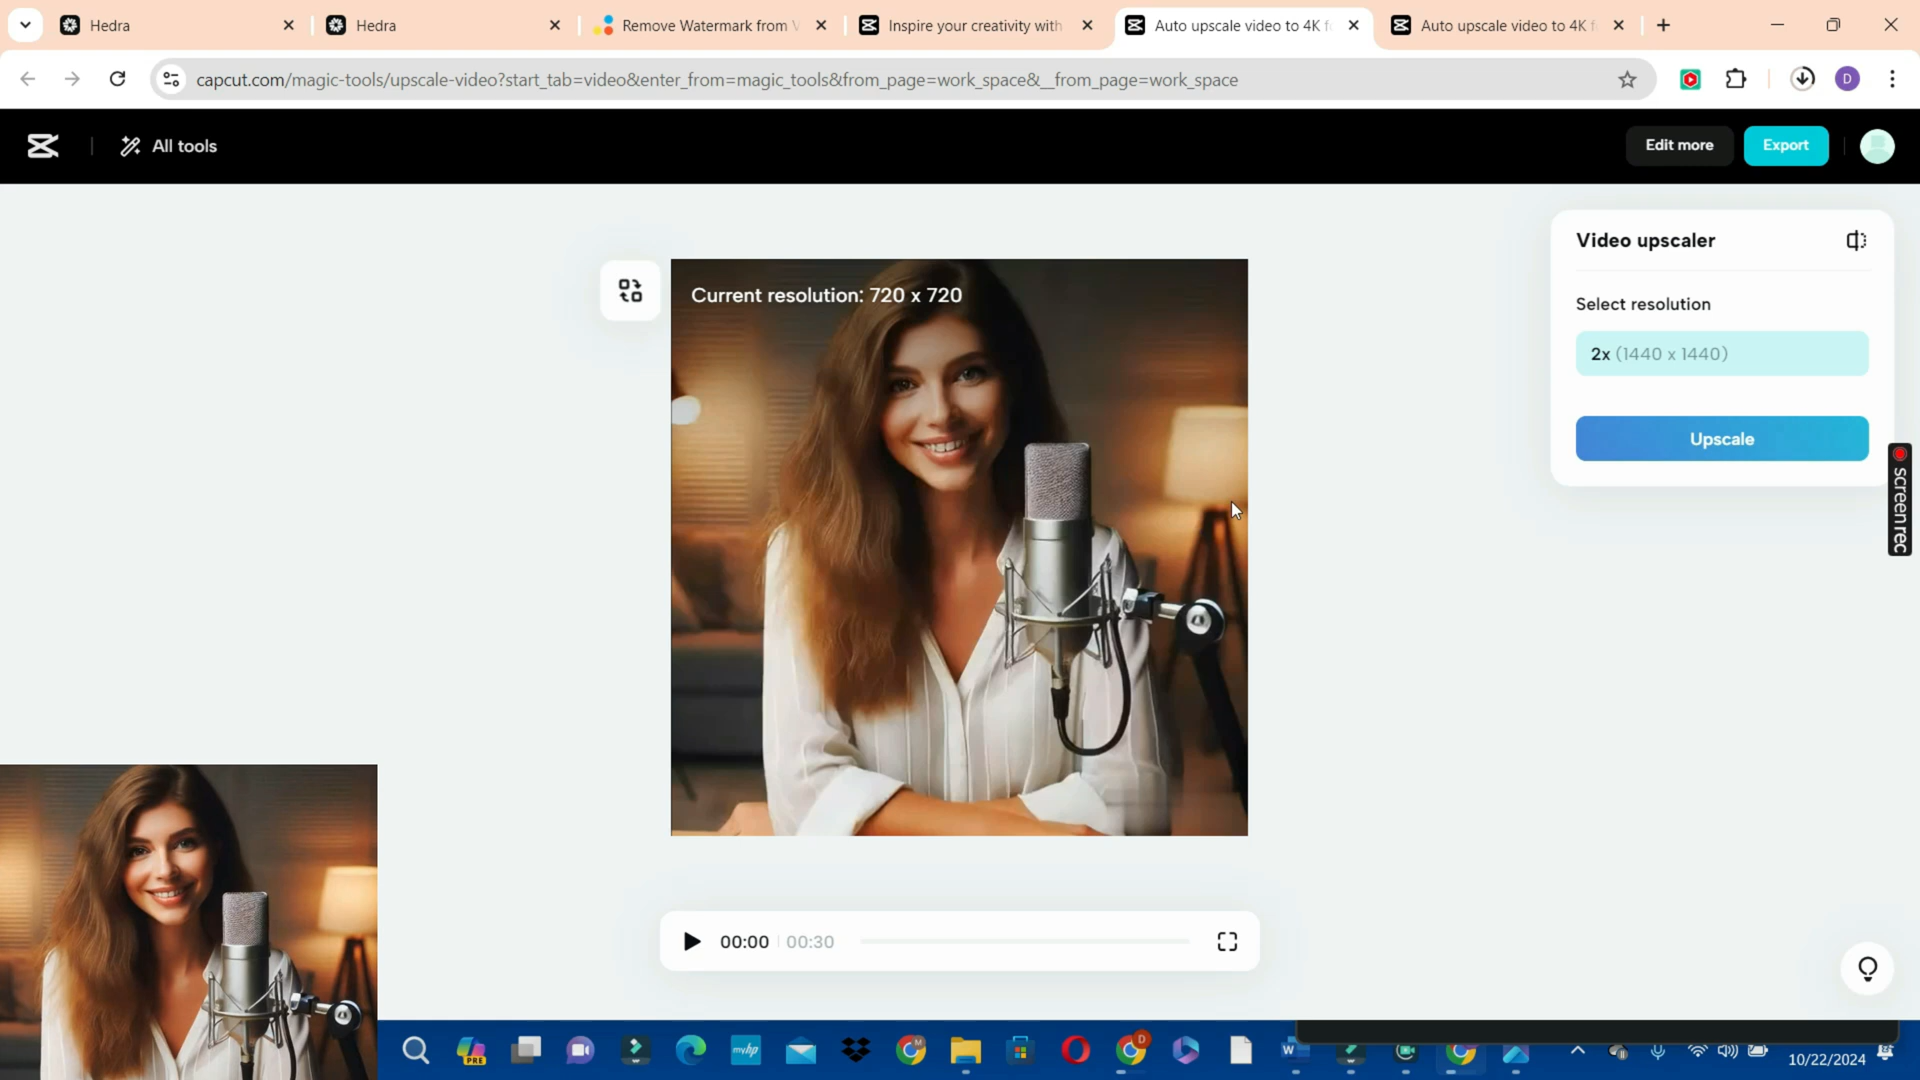 Hedra
Hedra
Remove Watermark from V
Inspire your creativity with
Auto upscale video to 4K f
Auto upscale video to 4K f
capcut.com/magic-tools/upscale-video?start_tab=video&enter_from=magic_tools&from_page=work_space&__from_page=work_space
D
All tools
Edit more
Export
Video upscaler
Current resolution: 720 x 720
Select resolution
2x (1440 x 1440)
Upscale
screenrec
00:00
00:30
PRE
myhp
M
D
W
10/22/2024